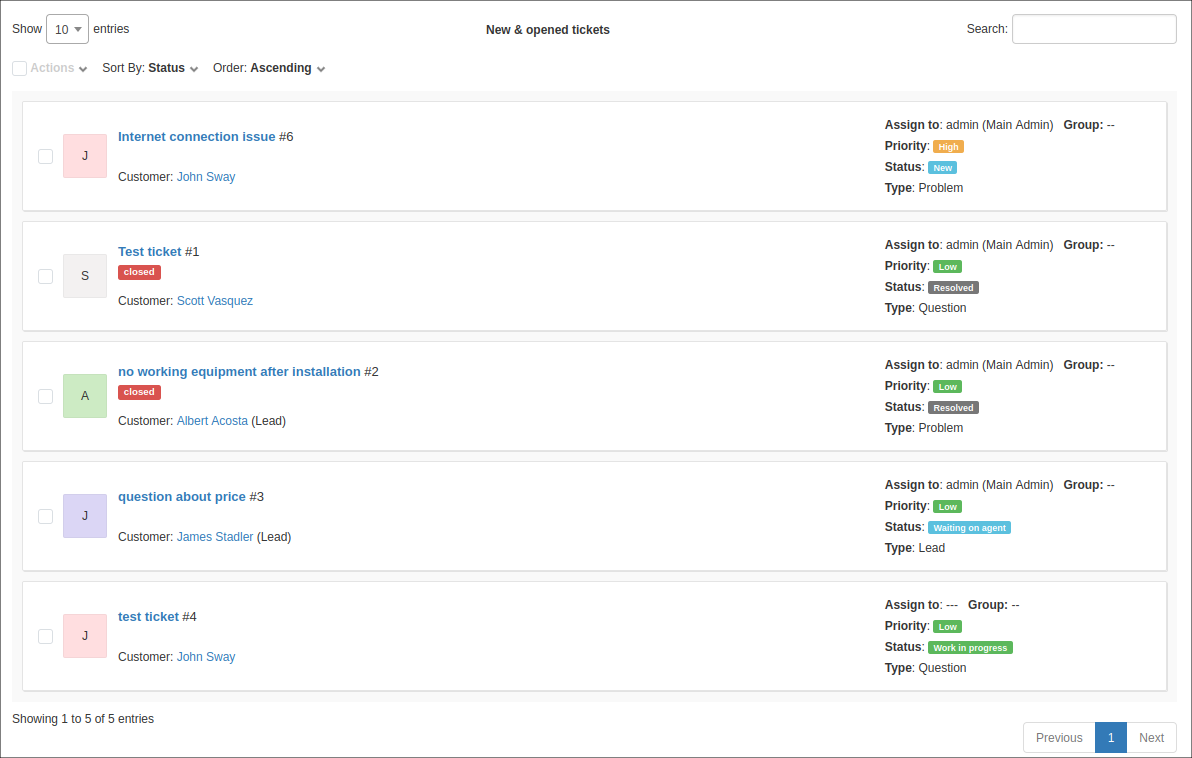 Show 10 entries New & opened tickets Search:
Actions Sort By: Status Order: Ascending
J
Internet connection issue #6
Customer: John Sway
Assign to: admin (Main Admin) Group: --
Priority: High
Status: New
Type: Problem
S
Test ticket #1
closed
Customer: Scott Vasquez
Assign to: admin (Main Admin) Group: --
Priority: Low
Status: Resolved
Type: Question
A
no working equipment after installation #2
closed
Customer: Albert Acosta (Lead)
Assign to: admin (Main Admin) Group: --
Priority: Low
Status: Resolved
Type: Problem
J
question about price #3
Customer: James Stadler (Lead)
Assign to: admin (Main Admin) Group: --
Priority: Low
Status: Waiting on agent
Type: Lead
J
test ticket #4
Customer: John Sway
Assign to: --- Group: --
Priority: Low
Status: Work in progress
Type: Question
Showing 1 to 5 of 5 entries
Previous 1 Next